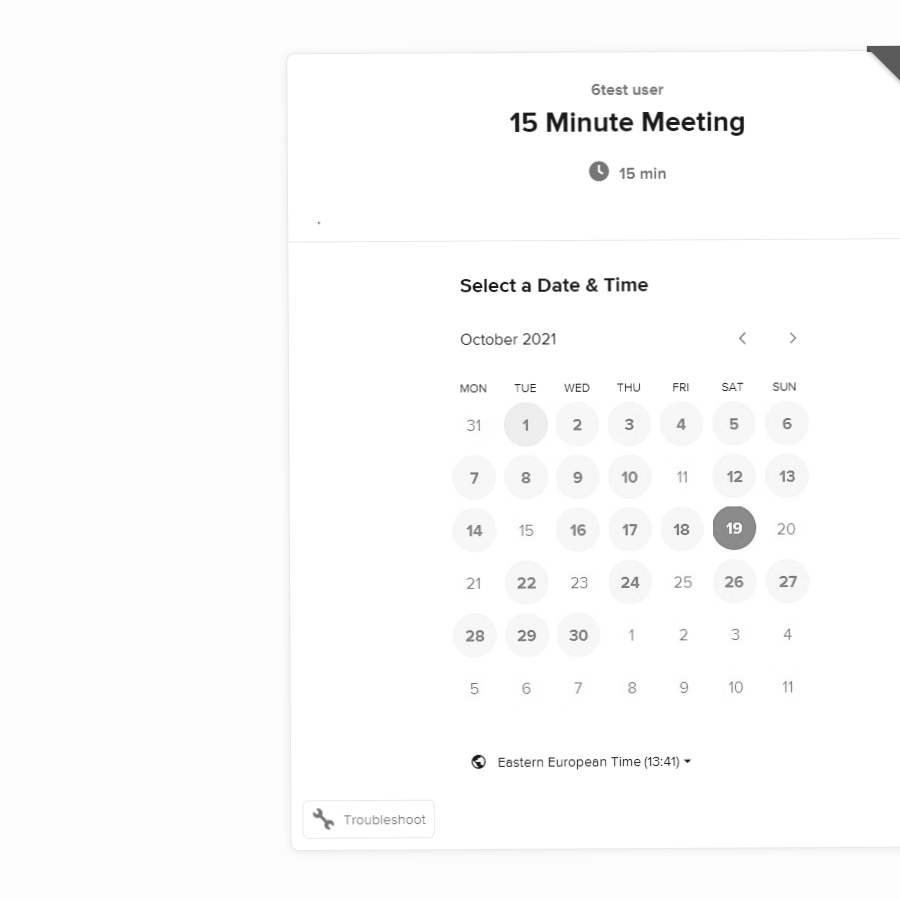 6test user
15 Minute Meeting
15 min
.
Select a Date & Time
October 2021
MON TUE WED THU FRI SAT SUN
31 1 2 3 4 5 6
7 8 9 10 11 12 13
14 15 16 17 18 19 20
21 22 23 24 25 26 27
28 29 30 1 2 3 4
5 6 7 8 9 10 11
Eastern European Time (13:41)
Troubleshoot